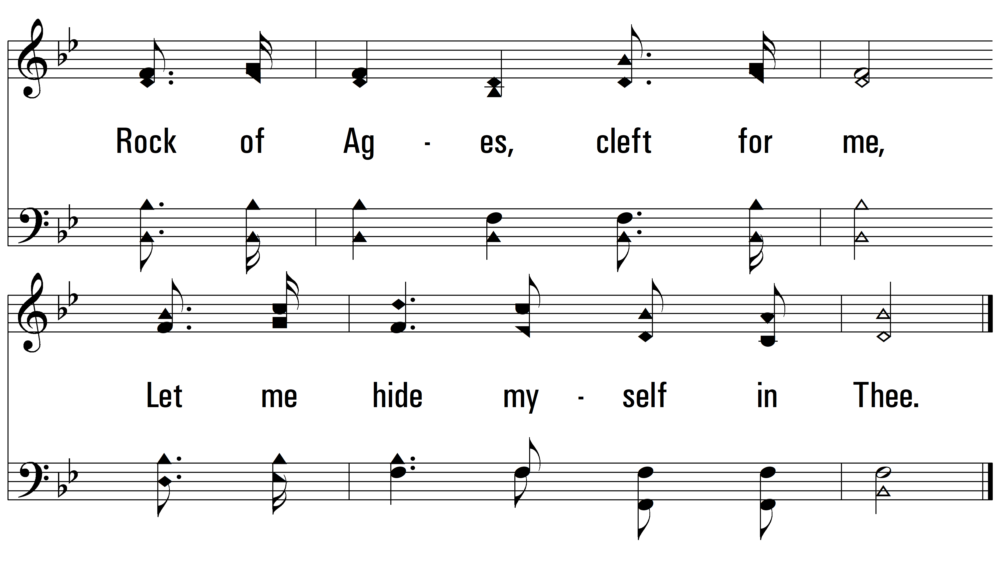 Rock of Ag - es, cleft for me,
Let me hide my - self in Thee.